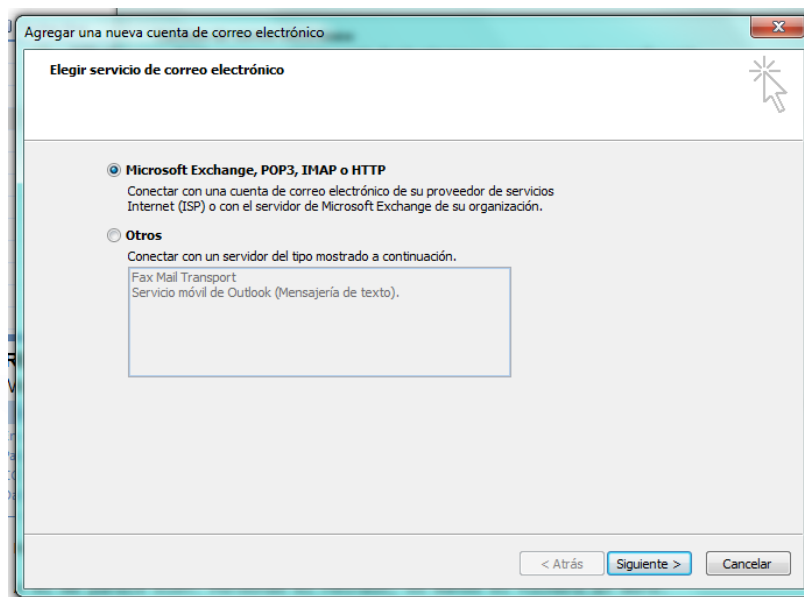 Agregar una nueva cuenta de correo electrónico
Elegir servicio de correo electrónico
Microsoft Exchange, POP3, IMAP o HTTP
Conectar con una cuenta de correo electrónico de su proveedor de servicios
Internet (ISP) o con el servidor de Microsoft Exchange de su organización.
Otros
Conectar con un servidor del tipo mostrado a continuación.
Fax Mail Transport
Servicio móvil de Outlook (Mensajería de texto).
< Atrás
Siguiente >
Cancelar